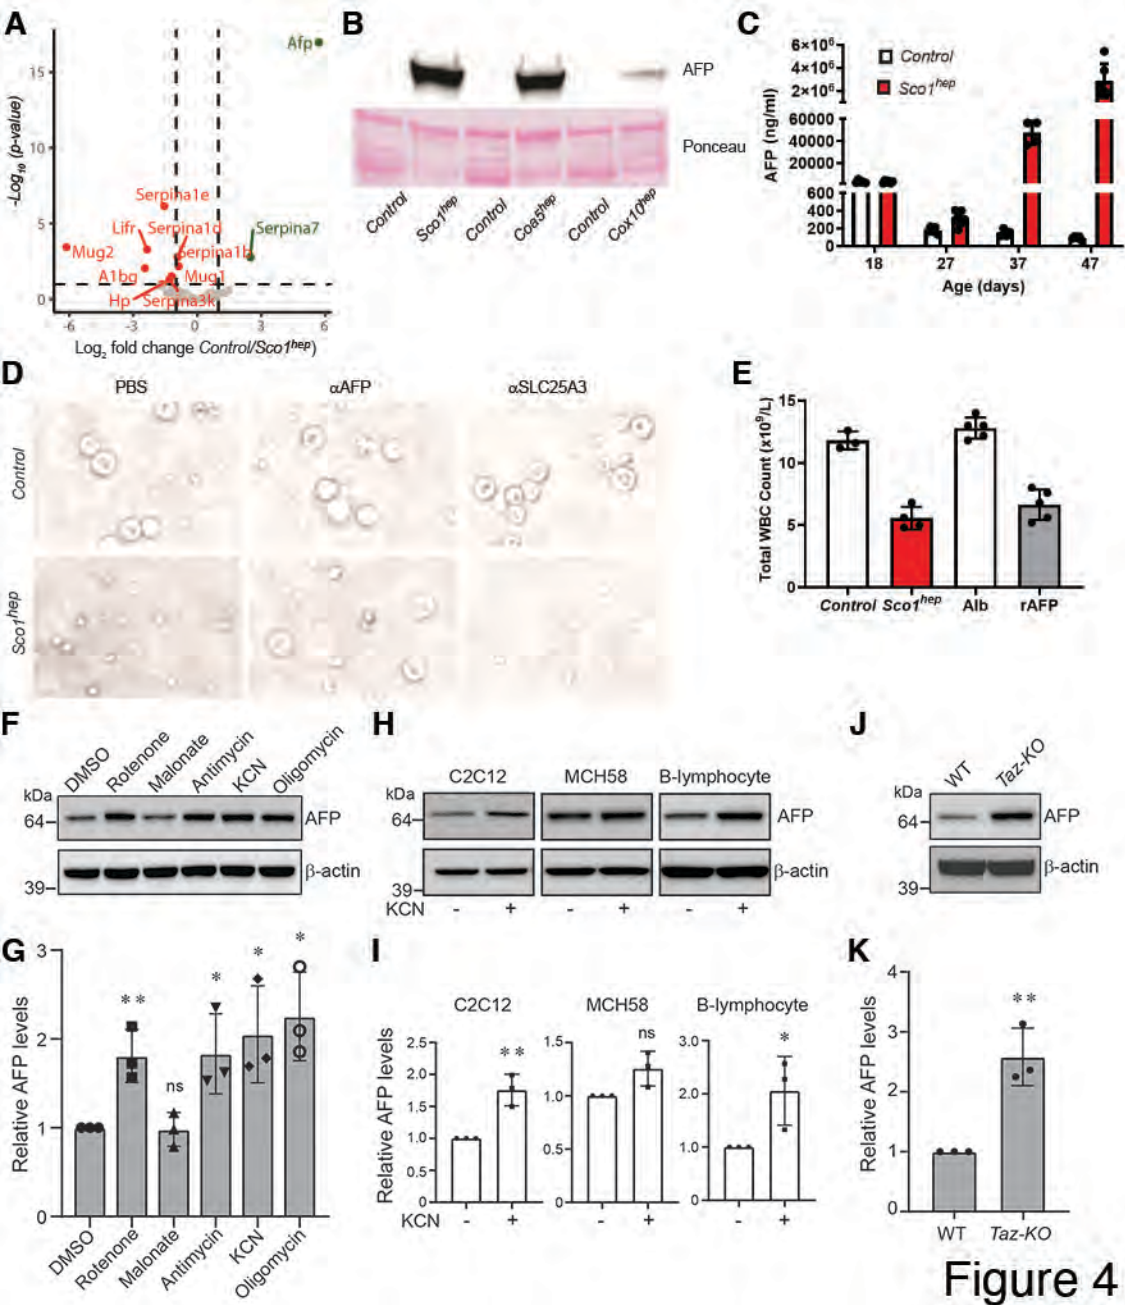 A
-Log10 (p-value)
15
10
5
0
Afp
Serpina1e
Lifr
Serpina1d
Serpina7
Mug2
Serpina1b
A1bg
Mug1
Hp
Serpina3k
-6
-3
0
3
6
Log2 fold change Control/Sco1hep)
B
AFP
Ponceau
Control
Sco1hep
Control
Coa5hep
Control
Cox10hep
C
AFP (ng/ml)
6×10⁶
4×10⁶
2×10⁶
60000
40000
20000
600
400
200
0
Control
Sco1hep
18
27
37
47
Age (days)
D
PBS
αAFP
αSLC25A3
Control
Sco1hep
E
Total WBC Count (x10⁹/L)
15
10
5
0
Control
Sco1hep
Alb
rAFP
F
DMSO
Rotenone
Malonate
Antimycin
KCN
Oligomycin
kDa
64
AFP
39
β-actin
H
C2C12
MCH58
B-lymphocyte
kDa
64
AFP
39
β-actin
KCN
-
+
-
+
-
+
J
WT
Taz-KO
kDa
64
AFP
39
β-actin
G
Relative AFP levels
3
2
1
0
**
ns
*
*
*
DMSO
Rotenone
Malonate
Antimycin
KCN
Oligomycin
I
Relative AFP levels
C2C12
2.5
2.0
1.5
1.0
0.5
0
**
MCH58
1.5
1.0
0.5
0
ns
B-lymphocyte
3.0
2.0
1.0
0
*
KCN
-
+
-
+
-
+
K
Relative AFP levels
4
3
2
1
0
**
WT
Taz-KO
Figure 4